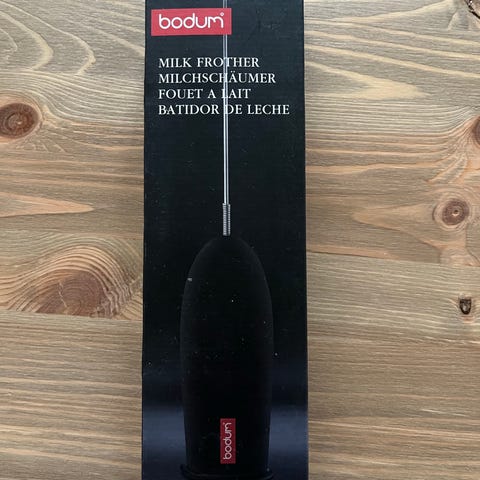 bodum®
MILK FROTHER
MILCHSCHÄUMER
FOUET A LAIT
BATIDOR DE LECHE
bodum®